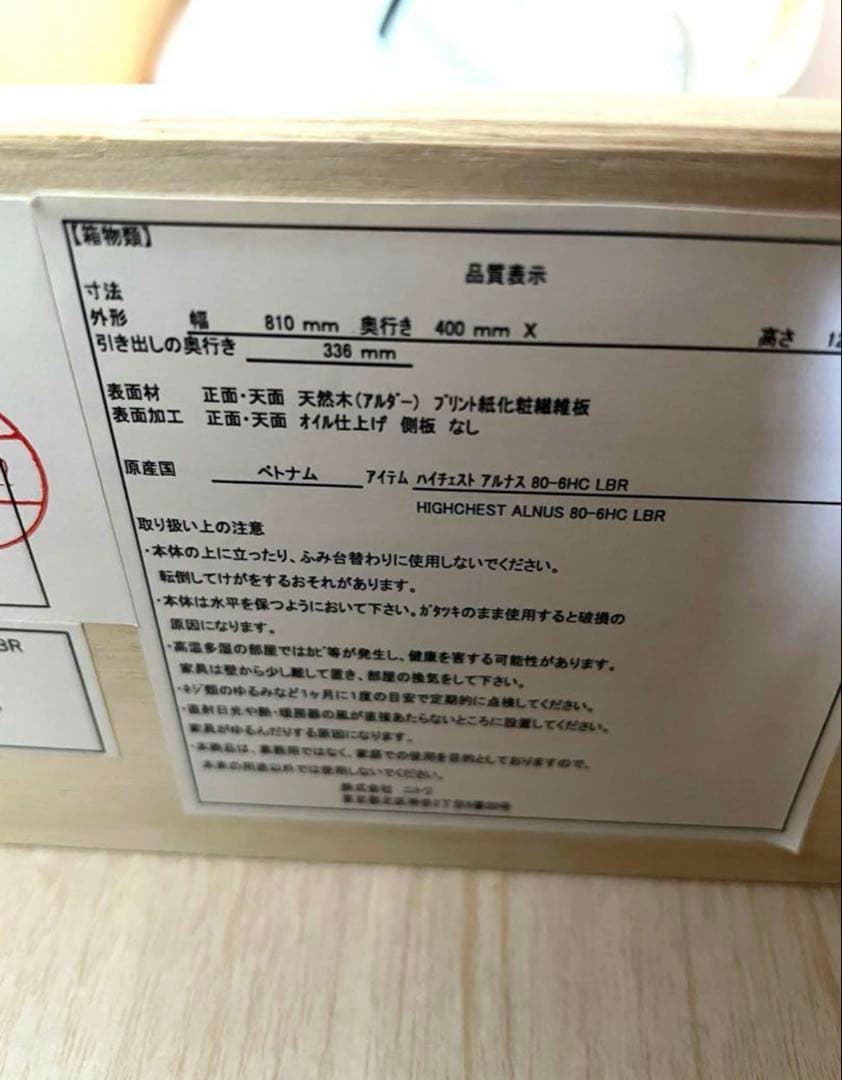 【箱物類】
品質表示
寸法
外形 幅 810 mm 奥行き 400 mm X 高さ 12
引き出しの奥行き 336 mm
表面材 正面・天面 天然木(アルダー) プリント紙化粧繊維板
表面加工 正面・天面 オイル仕上げ 側板 なし
原産国 ベトナム アイテム ハイチェスト アルナス 80-6HC LBR
HIGHCHEST ALNUS 80-6HC LBR
取り扱い上の注意
・本体の上に立ったり、ふみ台替わりに使用しないでください。
転倒してけがをするおそれがあります。
・本体は水平を保つようにおいて下さい。ガタツキのまま使用すると破損の
原因になります。
・高温多湿の部屋ではカビ等が発生し、健康を害する可能性があります。
家具は壁から少し離して置き、部屋の換気をして下さい。
・ネジ類のゆるみなど1ヶ月に1度の目安で定期的に点検してください。
・直射日光や熱・暖房器の風が直接あたらないところに設置してください。
家具がゆるんだりする原因になります。
・本商品は、業務用ではなく、家庭での使用を目的としておりますので、
本来の用途以外では使用しないでください。
株式会社 ニトリ
BR